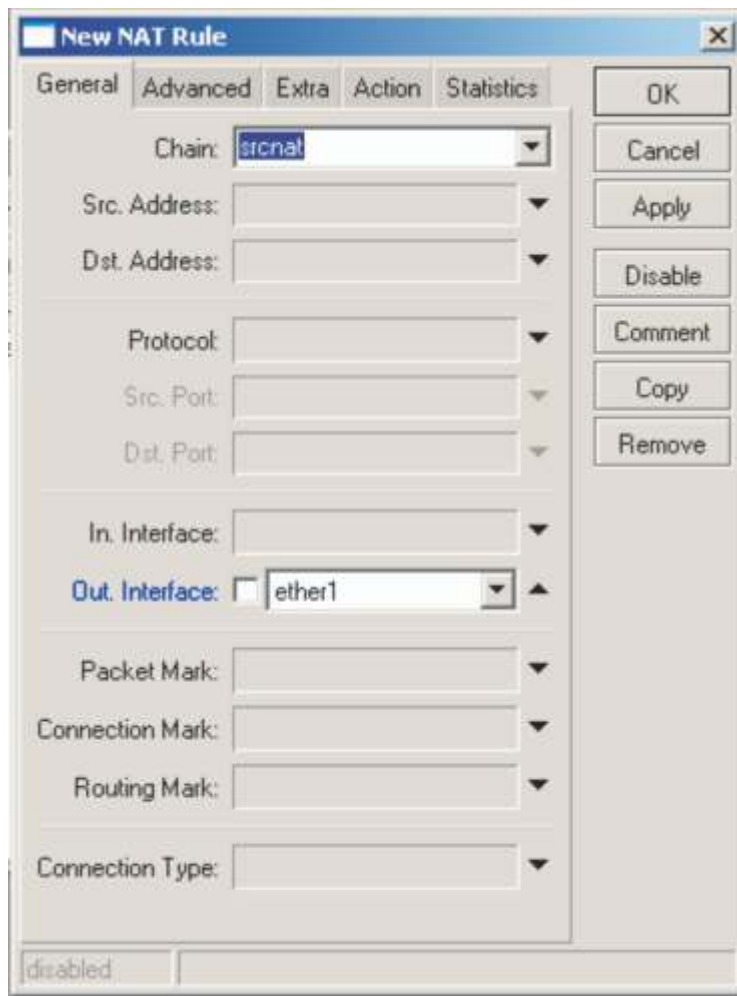 New NAT Rule
General Advanced Extra Action Statistics
OK
Cancel
Apply
Disable
Comment
Copy
Remove
Chain: srcnat
Src. Address:
Dst. Address:
Protocol:
Src. Port:
Dst. Port:
In. Interface:
Out. Interface: ether1
Packet Mark:
Connection Mark:
Routing Mark:
Connection Type:
disabled